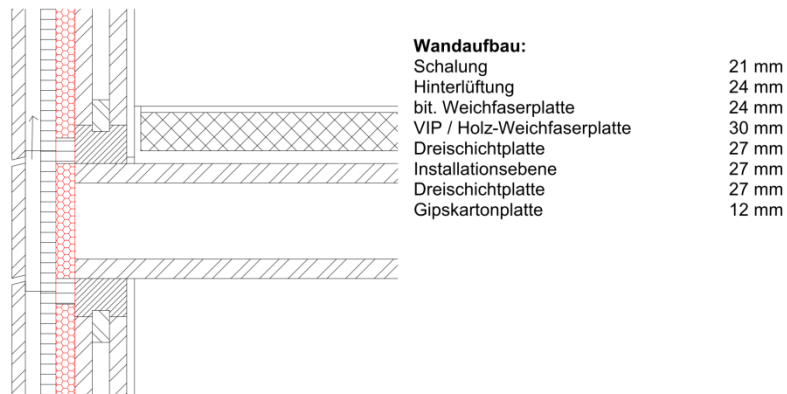 Wandaufbau:
Schalung 21 mm
Hinterlüftung 24 mm
bit. Weichfaserplatte 24 mm
VIP / Holz-Weichfaserplatte 30 mm
Dreischichtplatte 27 mm
Installationsebene 27 mm
Dreischichtplatte 27 mm
Gipskartonplatte 12 mm